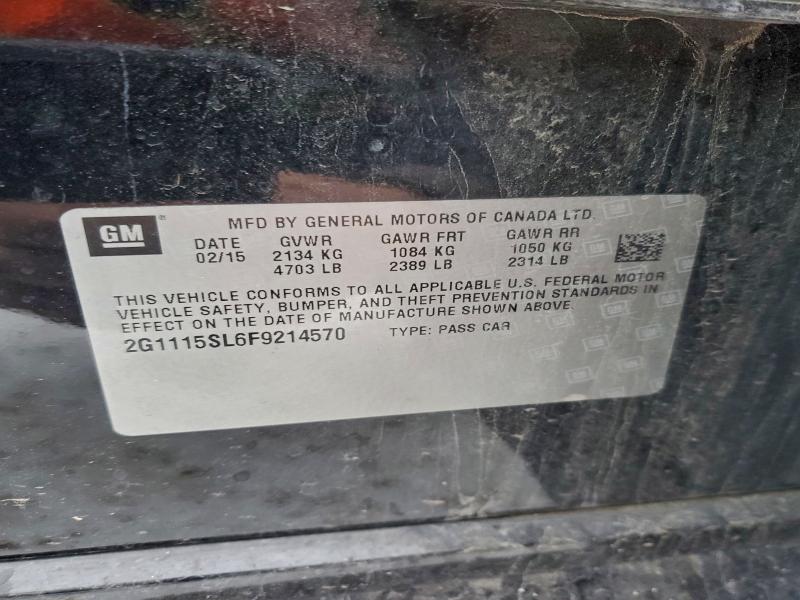 GM ® MFD BY GENERAL MOTORS OF CANADA LTD.
DATE GVWR GAWR FRT GAWR RR
02/15 2134 KG 1084 KG 1050 KG
4703 LB 2389 LB 2314 LB
THIS VEHICLE CONFORMS TO ALL APPLICABLE U.S. FEDERAL MOTOR
VEHICLE SAFETY, BUMPER, AND THEFT PREVENTION STANDARDS IN
EFFECT ON THE DATE OF MANUFACTURE SHOWN ABOVE.
2G1115SL6F9214570 TYPE: PASS CAR